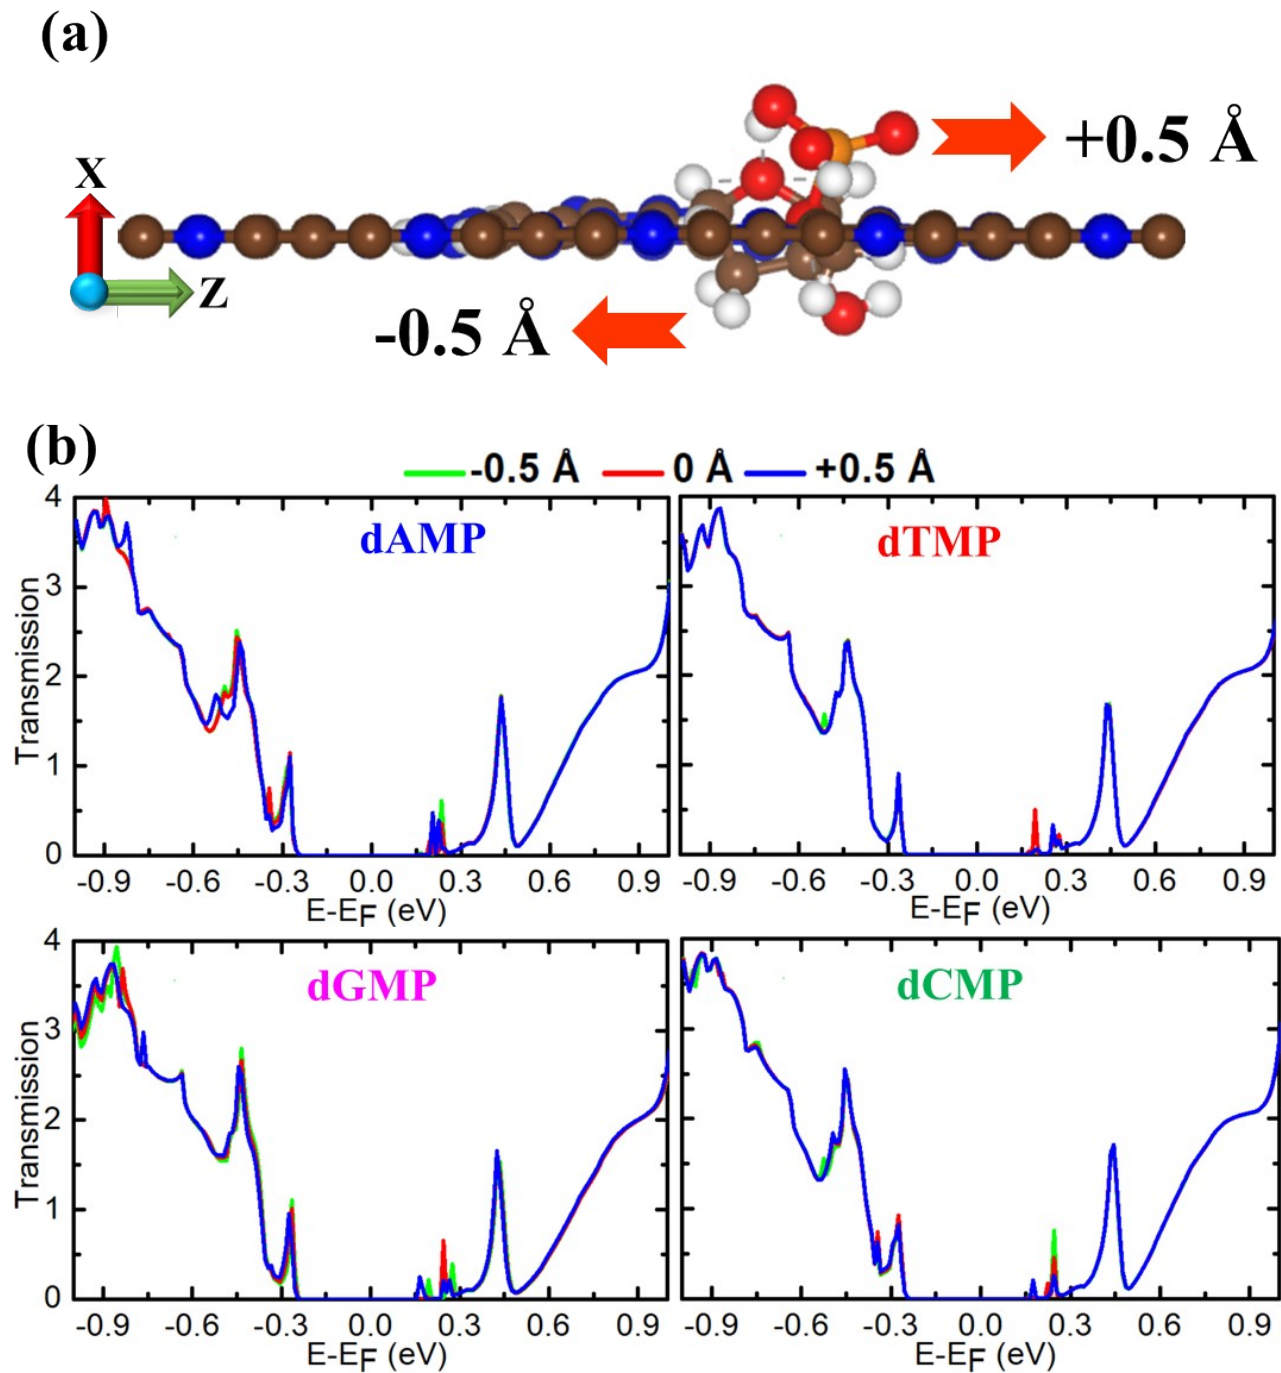 (a)
+0.5 Å
X
Z
-0.5 Å
(b)
-0.5 Å 0 Å +0.5 Å
4
3
2
1
0
Transmission
dAMP
-0.9 -0.6 -0.3 0.0 0.3 0.6 0.9
E-EF (eV)
dTMP
-0.9 -0.6 -0.3 0.0 0.3 0.6 0.9
E-EF (eV)
4
3
2
1
0
Transmission
dGMP
-0.9 -0.6 -0.3 0.0 0.3 0.6 0.9
E-EF (eV)
dCMP
-0.9 -0.6 -0.3 0.0 0.3 0.6 0.9
E-EF (eV)